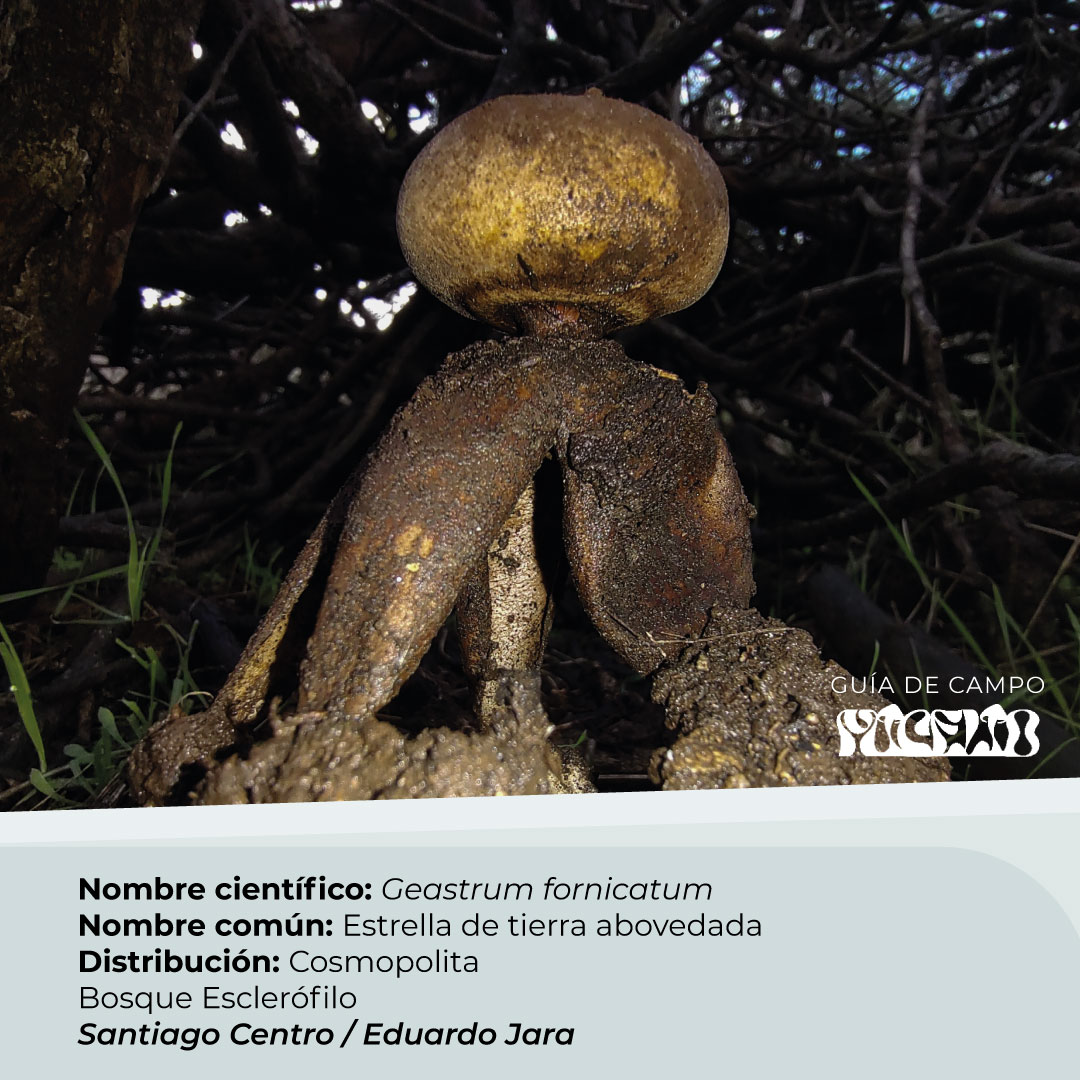 GUÍA DE CAMPO
MICELIO
Nombre científico: Geastrum fornicatum
Nombre común: Estrella de tierra abovedada
Distribución: Cosmopolita
Bosque Esclerófilo
Santiago Centro / Eduardo Jara